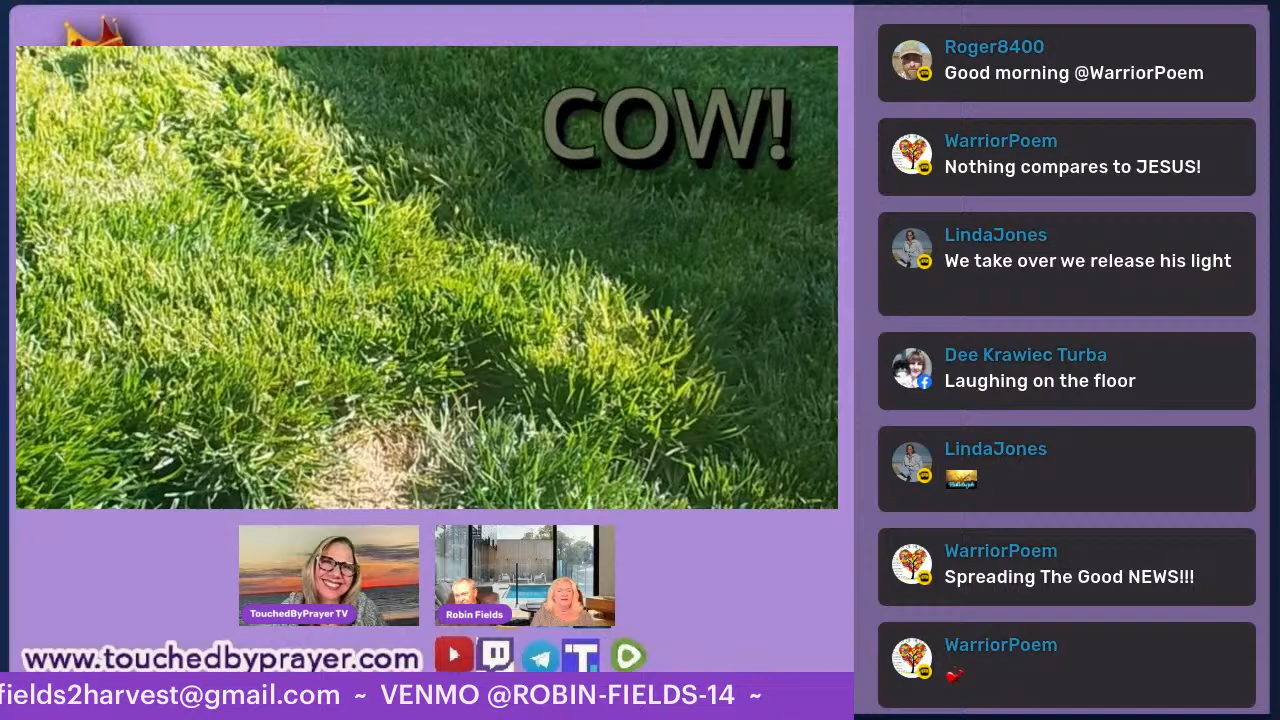 COW!
TouchedByPrayer TV
Robin Fields
www.touchedbyprayer.com
fields2harvest@gmail.com ~ VENMO @ROBIN-FIELDS-14 ~
Roger8400
Good morning @WarriorPoem
WarriorPoem
Nothing compares to JESUS!
LindaJones
We take over we release his light
Dee Krawiec Turba
Laughing on the floor
LindaJones
WarriorPoem
Spreading The Good NEWS!!!
WarriorPoem